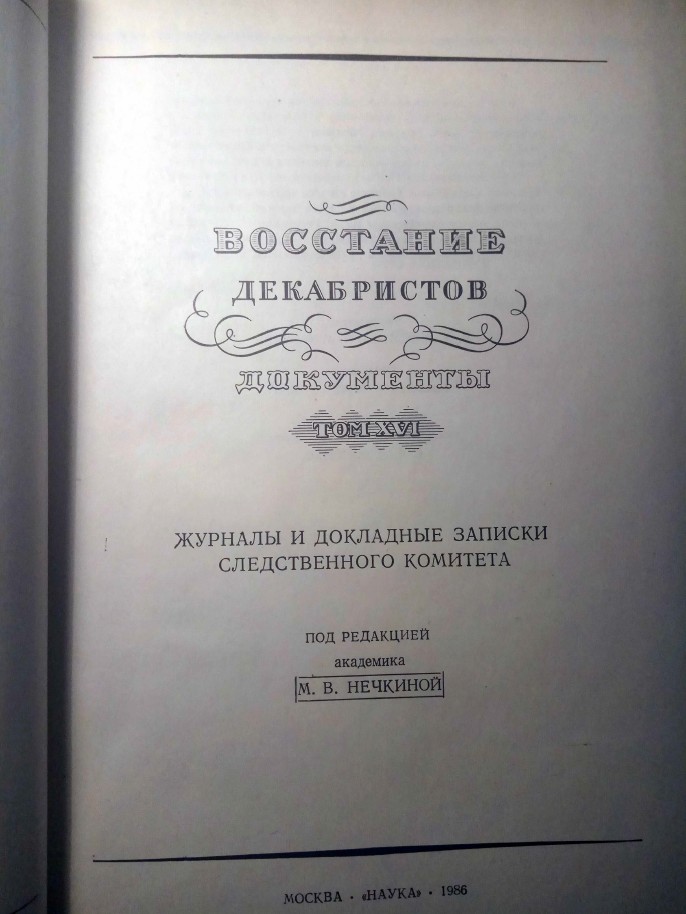 ВОССТАНИЕ
ДЕКАБРИСТОВ
ДОКУМЕНТЫ
ТОМ XVI
ЖУРНАЛЫ И ДОКЛАДНЫЕ ЗАПИСКИ
СЛЕДСТВЕННОГО КОМИТЕТА
ПОД РЕДАКЦИЕЙ
академика
М. В. НЕЧКИНОЙ
МОСКВА · «НАУКА» · 1986